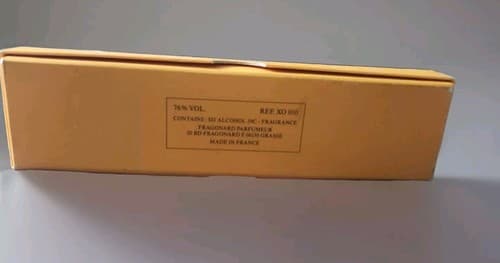 76% VOL. REF. XO 010
CONTAINS: SD ALCOHOL 39C - FRAGRANCE
FRAGONARD PARFUMEUR
20 BD FRAGONARD F 06130 GRASSE
MADE IN FRANCE